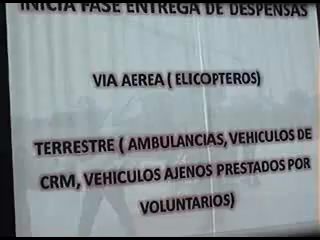 INICIA FASE ENTREGA DE DESPENSAS
VIA AEREA ( ELICOPTEROS)
TERRESTRE ( AMBULANCIAS, VEHICULOS DE
CRM, VEHICULOS AJENOS PRESTADOS POR
VOLUNTARIOS)